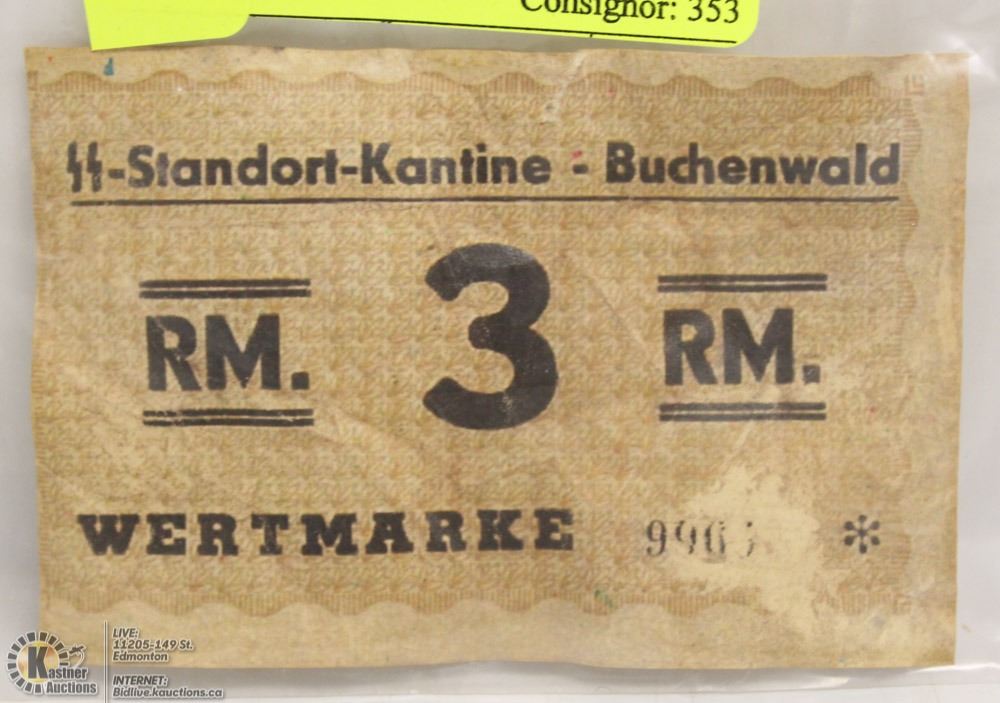 Consignor: 353
ᛋᛋ-Standort-Kantine - Buchenwald
RM. 3 RM.
WERTMARKE *
Kastner Auctions
LIVE:
11205-149 St.
Edmonton
INTERNET:
Bidlive.kauctions.ca